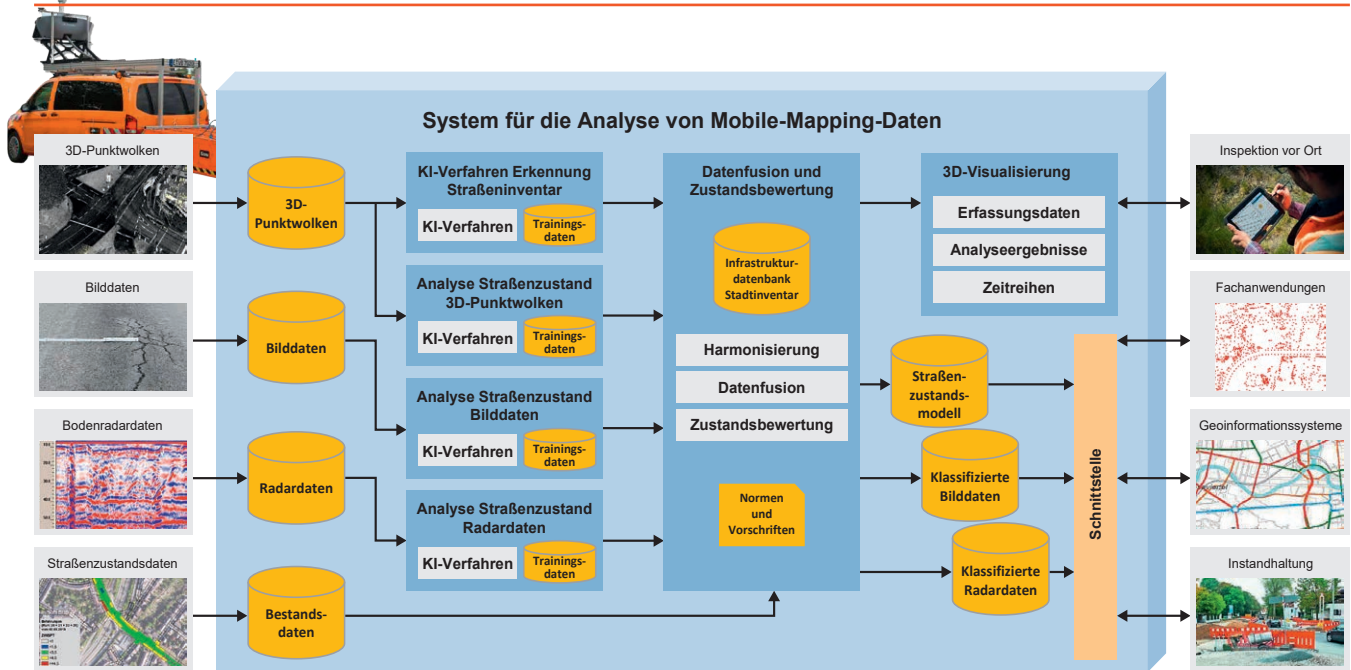 System für die Analyse von Mobile-Mapping-Daten
3D-Punktwolken
Bilddaten
Bodenradardaten
Straßenzustandsdaten
3D-
Punktwolken
Bilddaten
Radardaten
Bestands-
daten
KI-Verfahren Erkennung
Straßeninventar
KI-Verfahren
Trainings-
daten
Analyse Straßenzustand
3D-Punktwolken
KI-Verfahren
Trainings-
daten
Analyse Straßenzustand
Bilddaten
KI-Verfahren
Trainings-
daten
Analyse Straßenzustand
Radardaten
KI-Verfahren
Trainings-
daten
Datenfusion und
Zustandsbewertung
Infrastruktur-
datenbank
Stadtinventar
Harmonisierung
Datenfusion
Zustandsbewertung
Normen
und
Vorschriften
3D-Visualisierung
Erfassungsdaten
Analyseergebnisse
Zeitreihen
Straßen-
zustands-
modell
Klassifizierte
Bilddaten
Klassifizierte
Radardaten
Schnittstelle
Inspektion vor Ort
Fachanwendungen
Geoinformationssysteme
Instandhaltung